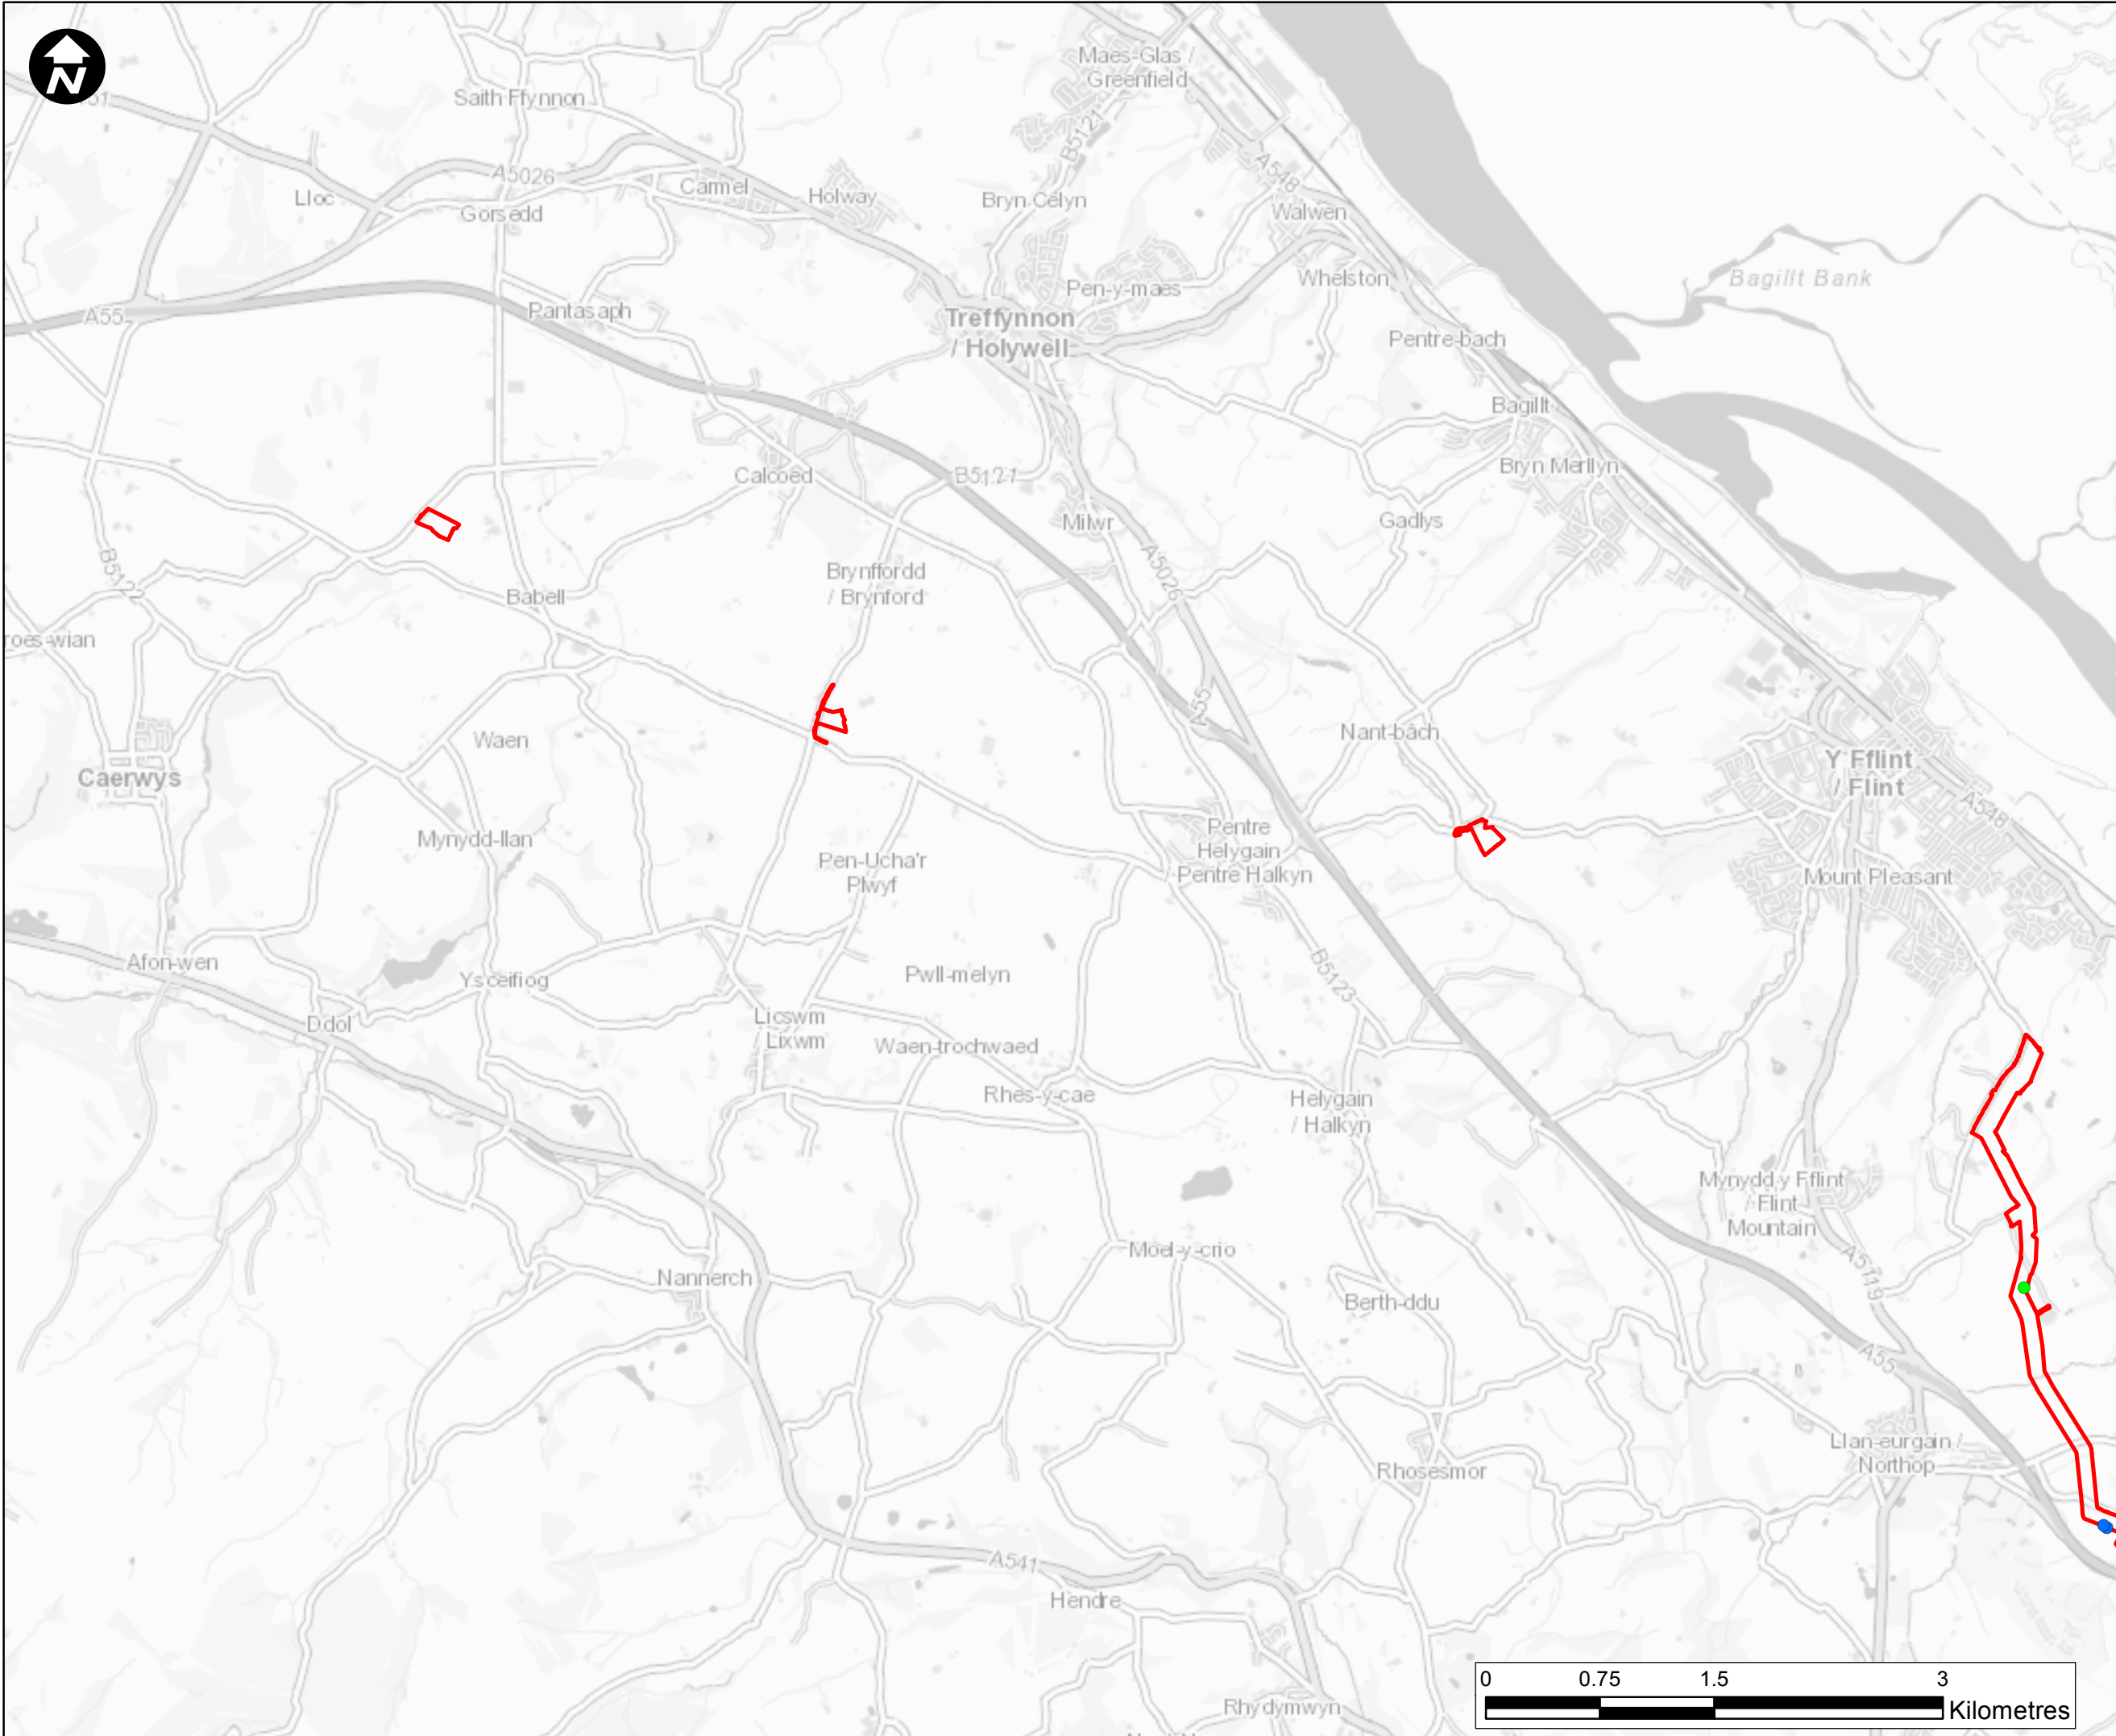 N
Maes-Glas /
Greenfield
Saith Ffynnon
B5121
A5026
A548
Lloc
Gorsedd
Carmel
Holway
Bryn Celyn
Walwen
Pen-y-maes
Whelston
Bagillt Bank
A55
Pantasaph
Treffynnon
/ Holywell
Pentre-bach
Bagillt
Calcoed
B5121
Bryn Merllyn
Milwr
Gadlys
B5122
A5026
Brynffordd
/ Brynford
Babell
roes-wian
A55
Waen
Nant-bach
Caerwys
Y Fflint
/ Flint
A548
Mynydd-llan
Pen-Ucha'r
Plwyf
Pentre
Helygain
/ Pentre Halkyn
Mount Pleasant
Afon-wen
Ysceifiog
Pwll-melyn
B5123
Ddol
Licswm
/ Lixwm
Waen-trochwaed
Rhes-y-cae
Helygain
/ Halkyn
Mynydd y Fflint
/ Flint
Mountain
Moel-y-crio
A5119
Nannerch
Berth-ddu
A55
Llan-eurgain /
Northop
Rhosesmor
A541
Hendre
Rhydymwyn
0 0.75 1.5 3
Kilometres